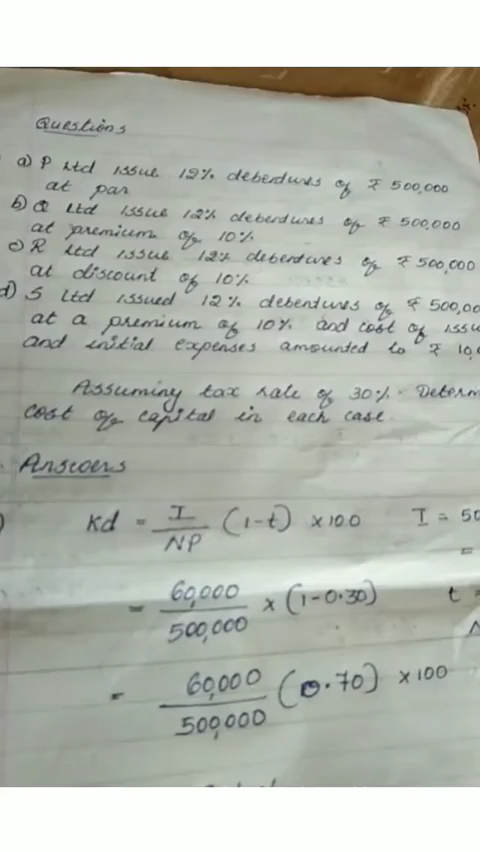 Questions
a) P Ltd issue 12% debentures of ₹ 500,000
at par
b) Q Ltd issue 12% debentures of ₹ 500,000
at premium of 10%
c) R Ltd issue 12% debentures of ₹ 500,000
at discount of 10%
d) S Ltd issued 12% debentures of ₹ 500,00
at a premium of 10% and cost of issu
and initial expenses amounted to ₹ 10,0
Assuming tax rate of 30%. Determ
cost of capital in each case.
Answers
) Kd = I/NP (1-t) x100 I = 50
=
= 60,000/500,000 x (1-0.30) t =
= 60,000/500,000 (0.70) x100